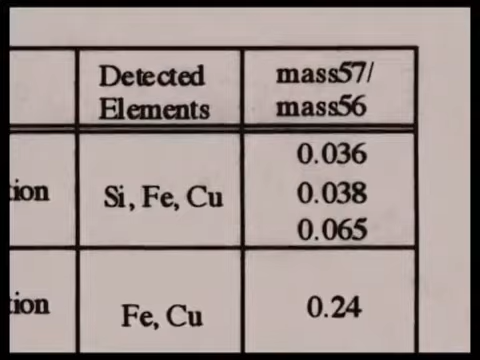 Detected
Elements
mass57/
mass56
Si, Fe, Cu
0.036
0.038
0.065
Fe, Cu
0.24